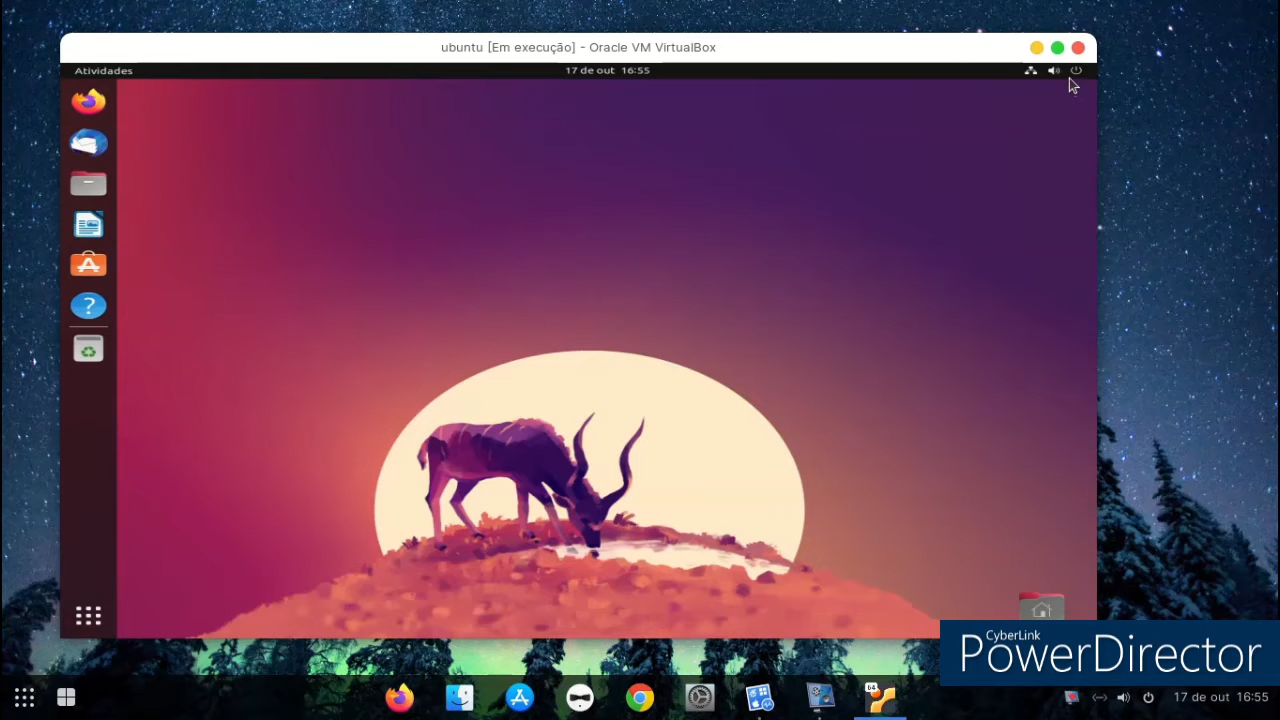 ubuntu [Em execução] - Oracle VM VirtualBox
Atividades
17 de out 16:55
64
CyberLink
PowerDirector
17 de out 16:55